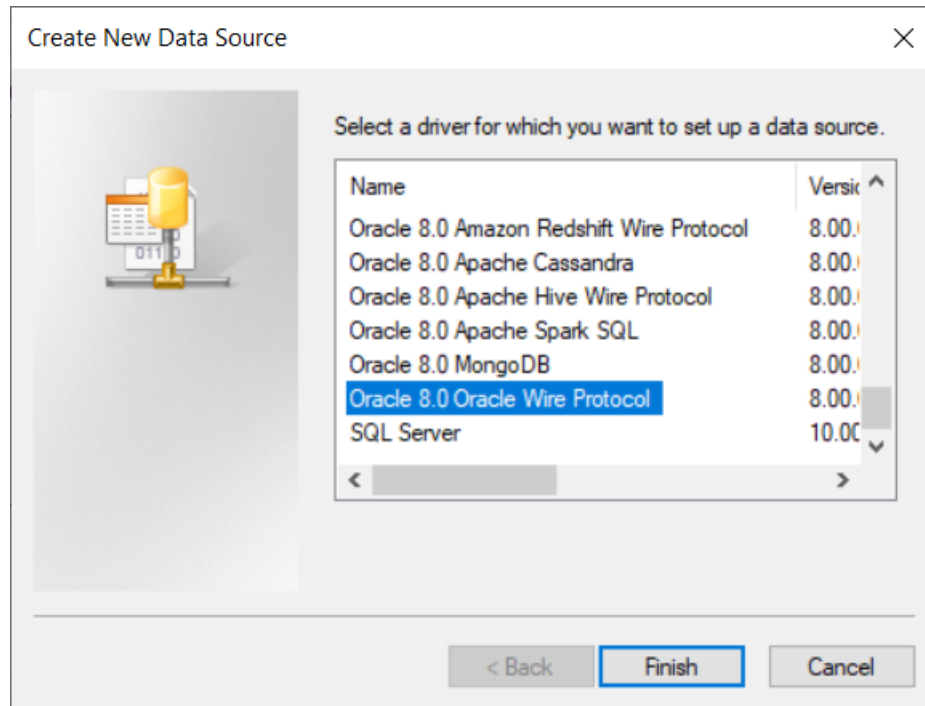 Create New Data Source
Select a driver for which you want to set up a data source.
Name Versic
Oracle 8.0 Amazon Redshift Wire Protocol 8.00.
Oracle 8.0 Apache Cassandra 8.00.
Oracle 8.0 Apache Hive Wire Protocol 8.00.
Oracle 8.0 Apache Spark SQL 8.00.
Oracle 8.0 MongoDB 8.00.
Oracle 8.0 Oracle Wire Protocol 8.00.
SQL Server 10.00
< Back Finish Cancel